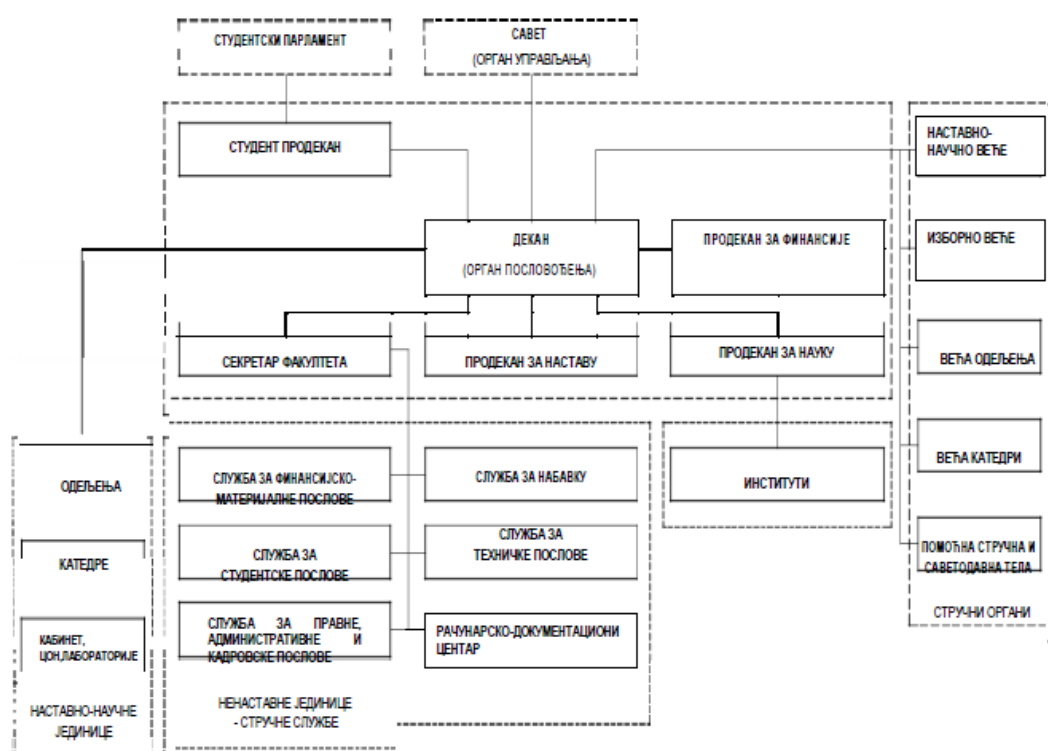 СТУДЕНТСКИ ПАРЛАМЕНТ
САВЕТ
(ОРГАН УПРАВЉАЊА)
СТУДЕНТ ПРОДЕКАН
НАСТАВНО-
НАУЧНО ВЕЋЕ
ДЕКАН
(ОРГАН ПОСЛОВОЂЕЊА)
ПРОДЕКАН ЗА ФИНАНСИЈЕ
ИЗБОРНО ВЕЋЕ
СЕКРЕТАР ФАКУЛТЕТА
ПРОДЕКАН ЗА НАСТАВУ
ПРОДЕКАН ЗА НАУКУ
ВЕЋА ОДЕЉЕЊА
ОДЕЉЕЊА
СЛУЖБА ЗА ФИНАНСИЈСКО-
МАТЕРИЈАЛНЕ ПОСЛОВЕ
СЛУЖБА ЗА НАБАВКУ
ИНСТИТУТИ
ВЕЋА КАТЕДРИ
КАТЕДРЕ
СЛУЖБА ЗА
СТУДЕНТСКЕ ПОСЛОВЕ
СЛУЖБА ЗА
ТЕХНИЧКЕ ПОСЛОВЕ
ПОМОЋНА СТРУЧНА И
САВЕТОДАВНА ТЕЛА
СТРУЧНИ ОРГАНИ
КАБИНЕТ,
ЦОН,ЛАБОРАТОРИЈЕ
СЛУЖБА ЗА ПРАВНЕ,
АДМИНИСТРАТИВНЕ И
КАДРОВСКЕ ПОСЛОВЕ
РАЧУНАРСКО-ДОКУМЕНТАЦИОНИ
ЦЕНТАР
НАСТАВНО-НАУЧНЕ
ЈЕДИНИЦЕ
НЕНАСТАВНЕ ЈЕДИНИЦЕ
- СТРУЧНЕ СЛУЖБЕ